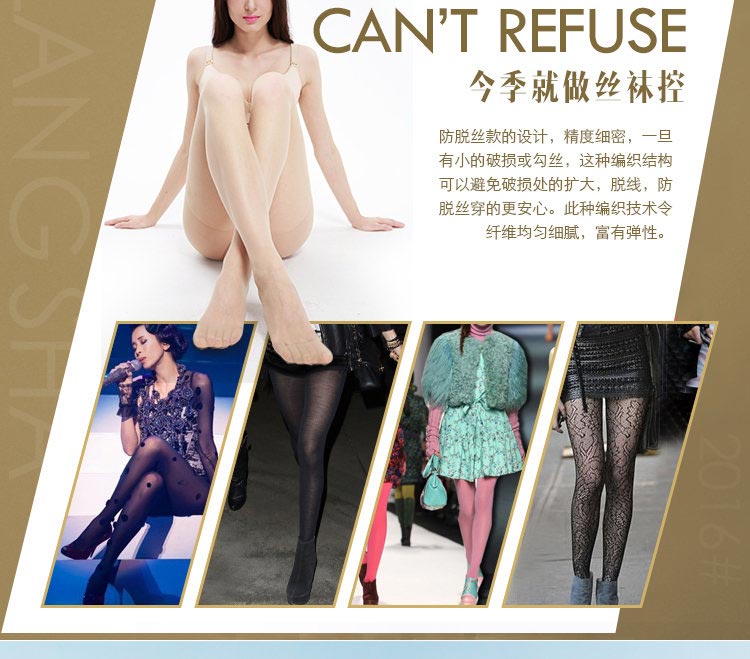 CAN'T REFUSE
今季就做丝袜控
防脱丝款的设计，精度细密，一旦
有小的破损或勾丝，这种编织结构
可以避免破损处的扩大，脱线，防
脱丝穿的更安心。此种编织技术令
纤维均匀细腻，富有弹性。
LANGSHA
2016#